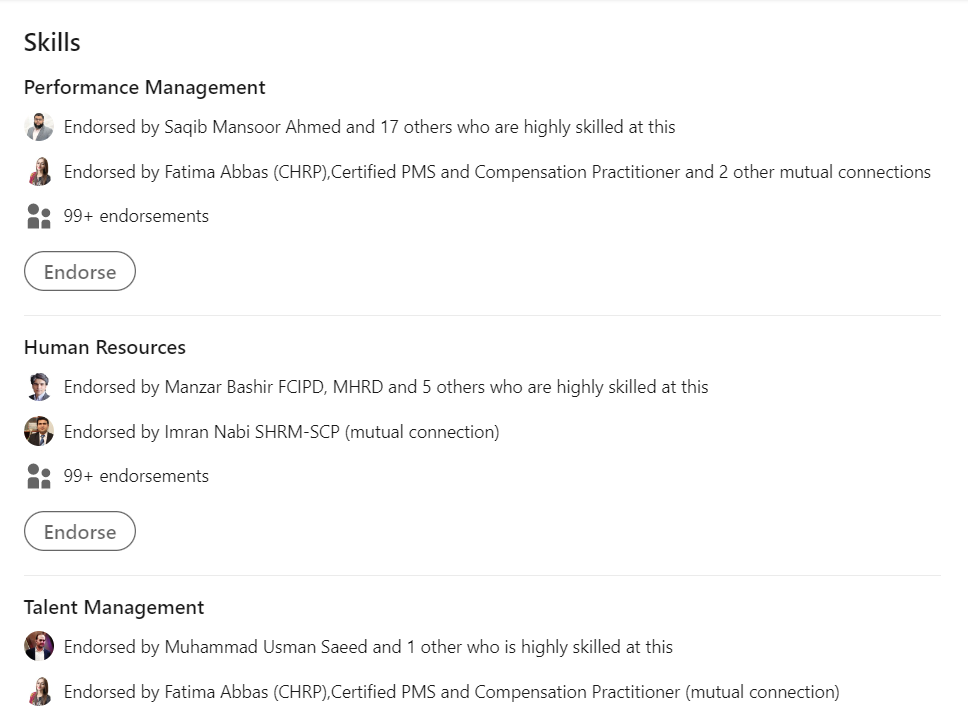 Skills
Performance Management
Endorsed by Saqib Mansoor Ahmed and 17 others who are highly skilled at this
Endorsed by Fatima Abbas (CHRP),Certified PMS and Compensation Practitioner and 2 other mutual connections
99+ endorsements
Endorse
Human Resources
Endorsed by Manzar Bashir FCIPD, MHRD and 5 others who are highly skilled at this
Endorsed by Imran Nabi SHRM-SCP (mutual connection)
99+ endorsements
Endorse
Talent Management
Endorsed by Muhammad Usman Saeed and 1 other who is highly skilled at this
Endorsed by Fatima Abbas (CHRP),Certified PMS and Compensation Practitioner (mutual connection)